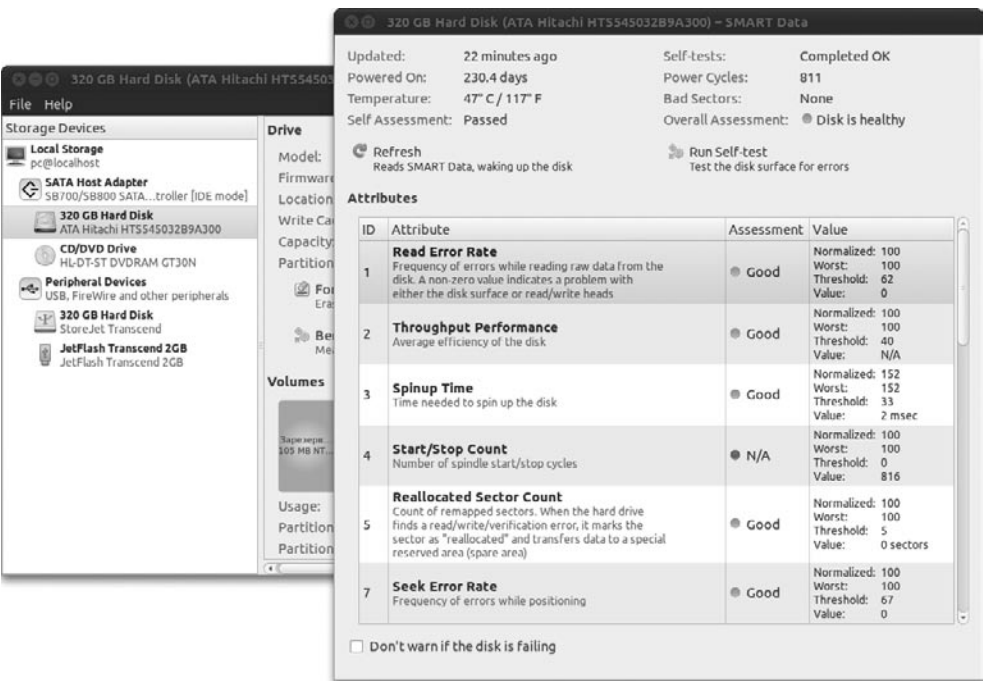 320 GB Hard Disk (ATA Hitachi HTS54503
File Help
Storage Devices
Local Storage
pc@localhost
SATA Host Adapter
SB700/SB800 SATA...troller [IDE mode]
320 GB Hard Disk
ATA Hitachi HTS545032B9A300
CD/DVD Drive
HL-DT-ST DVDRAM GT30N
Peripheral Devices
USB, FireWire and other peripherals
320 GB Hard Disk
StoreJet Transcend
JetFlash Transcend 2GB
JetFlash Transcend 2GB
Drive
Model:
Firmware
Location
Write Ca
Capacity:
Partition
For
Eras
Ber
Mea
Volumes
Зарезерв...
105 MB NT...
Usage:
Partition
Partition
320 GB Hard Disk (ATA Hitachi HTS545032B9A300) – SMART Data
Updated: 22 minutes ago Self-tests: Completed OK
Powered On: 230.4 days Power Cycles: 811
Temperature: 47° C / 117° F Bad Sectors: None
Self Assessment: Passed Overall Assessment: Disk is healthy
Refresh
Reads SMART Data, waking up the disk
Run Self-test
Test the disk surface for errors
Attributes
ID Attribute Assessment Value
1
Read Error Rate
Frequency of errors while reading raw data from the
disk. A non-zero value indicates a problem with
either the disk surface or read/write heads
Good
Normalized: 100
Worst: 100
Threshold: 62
Value: 0
2
Throughput Performance
Average efficiency of the disk
Good
Normalized: 100
Worst: 100
Threshold: 40
Value: N/A
3
Spinup Time
Time needed to spin up the disk
Good
Normalized: 152
Worst: 152
Threshold: 33
Value: 2 msec
4
Start/Stop Count
Number of spindle start/stop cycles
N/A
Normalized: 100
Worst: 100
Threshold: 0
Value: 816
5
Reallocated Sector Count
Count of remapped sectors. When the hard drive
finds a read/write/verification error, it marks the
sector as "reallocated" and transfers data to a special
reserved area (spare area)
Good
Normalized: 100
Worst: 100
Threshold: 5
Value: 0 sectors
7
Seek Error Rate
Frequency of errors while positioning
Good
Normalized: 100
Worst: 100
Threshold: 67
Value: 0
Don't warn if the disk is failing